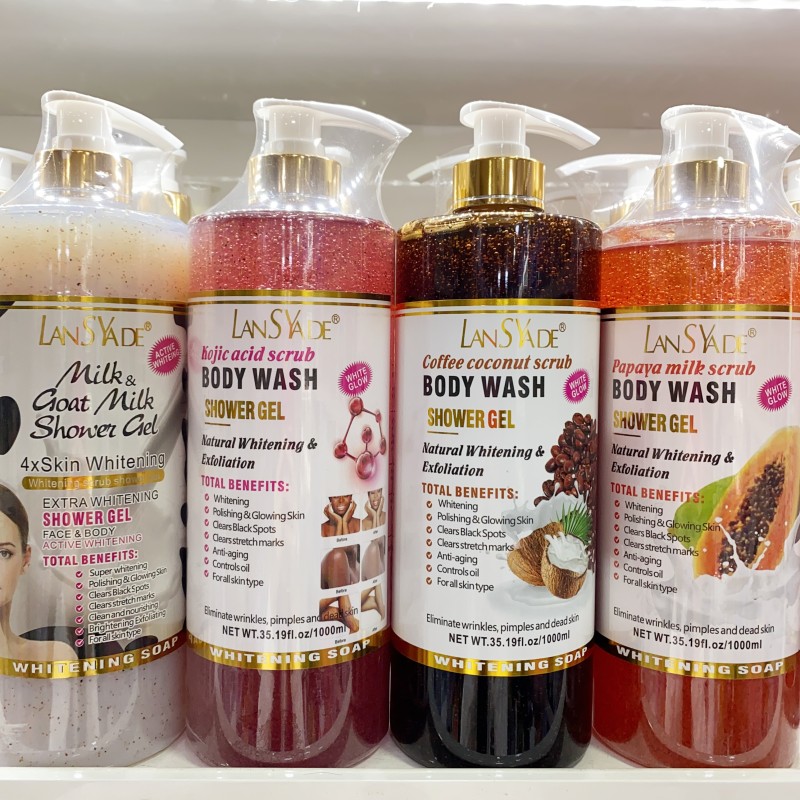 LANSYADE®
ACTIVE
WHITEING
Milk &
Goat Milk
Shower Gel
4xSkin Whitening
Whitening scrub show
EXTRA WHITENING
SHOWER GEL
FACE & BODY
ACTIVE WHITENING
TOTAL BENEFITS:
Super whitening
Polishing & Glowing Skin
Clears Black Spots
Clears stretch marks
Clean and nourishing
Brightening Exfoliating
For all skin type
WHITENING SOAP
LANSYADE®
Kojic acid scrub
BODY WASH
WHITE
GLOW
SHOWER GEL
Natural Whitening &
Exfoliation
TOTAL BENEFITS:
Whitening
Polishing & Glowing Skin
Clears Black Spots
Clears stretch marks
Anti-aging
Controls oil
For all skin type
Before
Before
Before
Eliminate wrinkles, pimples and dead skin
NET WT.35.19fl.oz/1000ml
WHITENING SOAP
LANSYADE®
Coffee coconut scrub
BODY WASH
WHITE
GLOW
SHOWER GEL
Natural Whitening &
Exfoliation
TOTAL BENEFITS:
Whitening
Polishing & Glowing Skin
Clears Black Spots
Clears stretch marks
Anti-aging
Controls oil
For all skin type
Eliminate wrinkles, pimples and dead skin
NET WT.35.19fl.oz/1000ml
WHITENING SOAP
LANSYADE®
Papaya milk scrub
BODY WASH
WHITE
GLOW
SHOWER GEL
Natural Whitening &
Exfoliation
TOTAL BENEFITS:
Whitening
Polishing & Glowing Skin
Clears Black Spots
Clears stretch marks
Anti-aging
Controls oil
For all skin type
Eliminate wrinkles, pimples and dead skin
NET WT.35.19fl.oz/1000ml
WHITENING SOAP